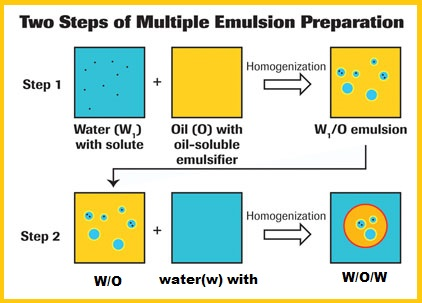 Two Steps of Multiple Emulsion Preparation
Step 1
+
Homogenization
Water (W₁)
with solute
Oil (O) with
oil-soluble
emulsifier
W₁/O emulsion
Step 2
+
Homogenization
W/O
water(w) with
W/O/W